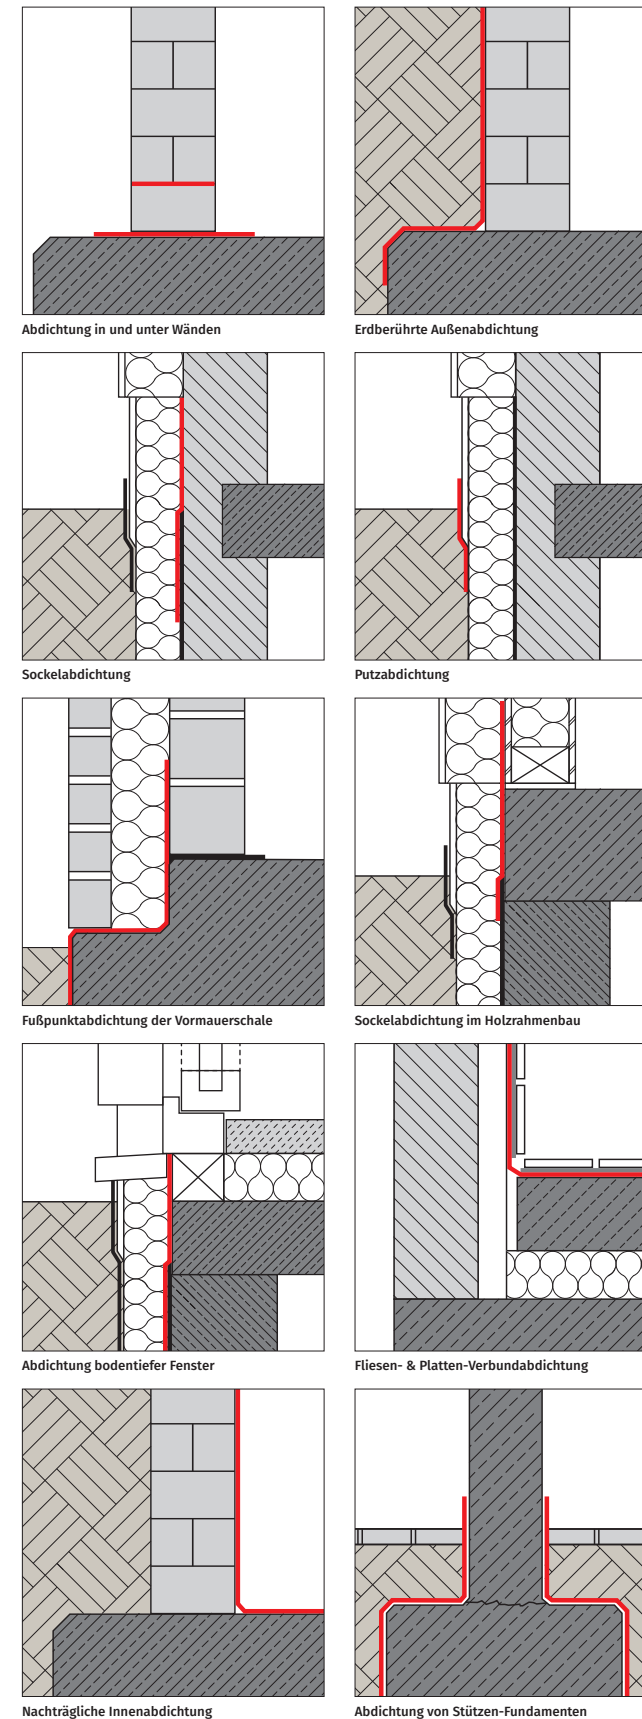 Abdichtung in und unter Wänden
Erdberührte Außenabdichtung
Sockelabdichtung
Putzabdichtung
Fußpunktabdichtung der Vormauerschale
Sockelabdichtung im Holzrahmenbau
Abdichtung bodentiefer Fenster
Fliesen- & Platten-Verbundabdichtung
Nachträgliche Innenabdichtung
Abdichtung von Stützen-Fundamenten